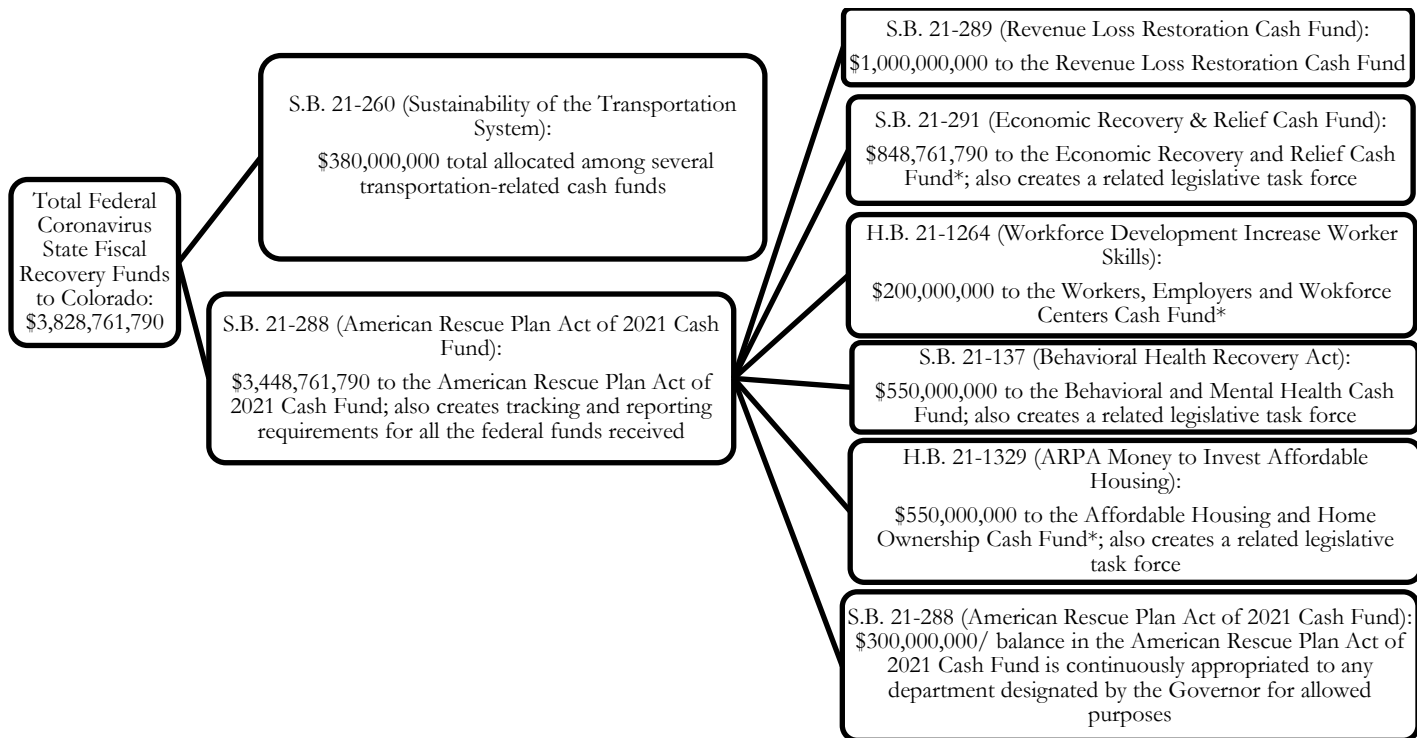 Total Federal
Coronavirus
State Fiscal
Recovery Funds
to Colorado:
$3,828,761,790
S.B. 21-260 (Sustainability of the Transportation
System):
$380,000,000 total allocated among several
transportation-related cash funds
S.B. 21-288 (American Rescue Plan Act of 2021 Cash
Fund):
$3,448,761,790 to the American Rescue Plan Act of
2021 Cash Fund; also creates tracking and reporting
requirements for all the federal funds received
S.B. 21-289 (Revenue Loss Restoration Cash Fund):
$1,000,000,000 to the Revenue Loss Restoration Cash Fund
S.B. 21-291 (Economic Recovery & Relief Cash Fund):
$848,761,790 to the Economic Recovery and Relief Cash
Fund*; also creates a related legislative task force
H.B. 21-1264 (Workforce Development Increase Worker
Skills):
$200,000,000 to the Workers, Employers and Wokforce
Centers Cash Fund*
S.B. 21-137 (Behavioral Health Recovery Act):
$550,000,000 to the Behavioral and Mental Health Cash
Fund; also creates a related legislative task force
H.B. 21-1329 (ARPA Money to Invest Affordable
Housing):
$550,000,000 to the Affordable Housing and Home
Ownership Cash Fund*; also creates a related legislative
task force
S.B. 21-288 (American Rescue Plan Act of 2021 Cash Fund):
$300,000,000/ balance in the American Rescue Plan Act of
2021 Cash Fund is continuously appropriated to any
department designated by the Governor for allowed
purposes